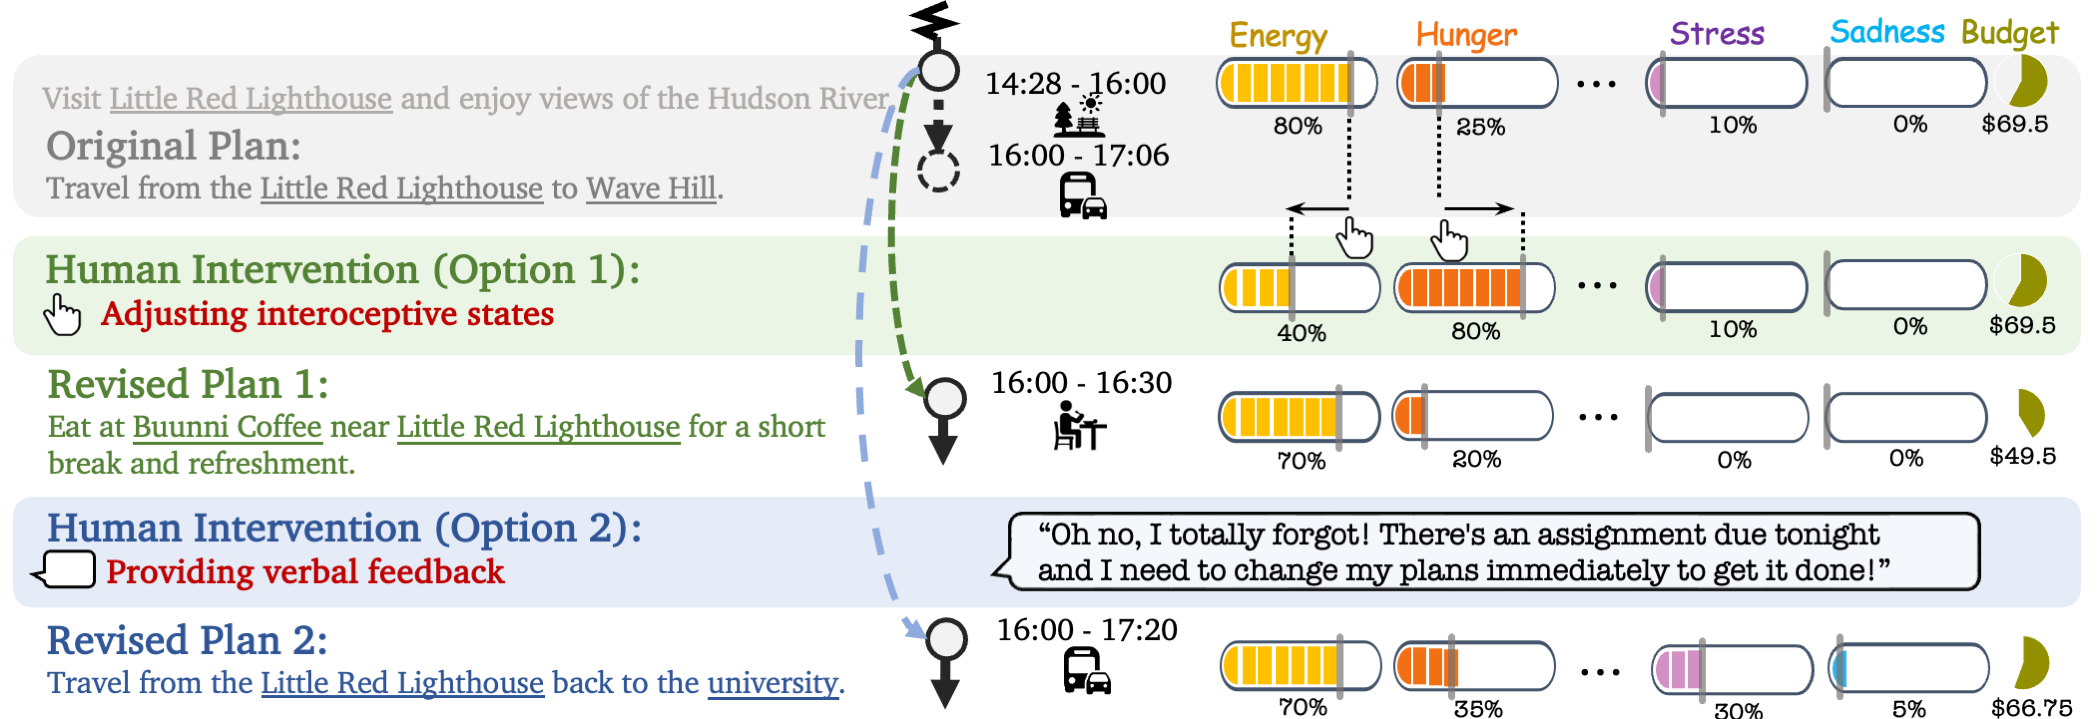 Energy Hunger Stress Sadness Budget
Visit Little Red Lighthouse and enjoy views of the Hudson River.
14:28 - 16:00
80% 25% ... 10% 0% $69.5
Original Plan:
Travel from the Little Red Lighthouse to Wave Hill.
16:00 - 17:06
Human Intervention (Option 1):
Adjusting interoceptive states
40% 80% ... 10% 0% $69.5
Revised Plan 1:
Eat at Buunni Coffee near Little Red Lighthouse for a short
break and refreshment.
16:00 - 16:30
70% 20% ... 0% 0% $49.5
Human Intervention (Option 2):
Providing verbal feedback
“Oh no, I totally forgot! There's an assignment due tonight
and I need to change my plans immediately to get it done!”
Revised Plan 2:
Travel from the Little Red Lighthouse back to the university.
16:00 - 17:20
70% 35% ... 30% 5% $66.75